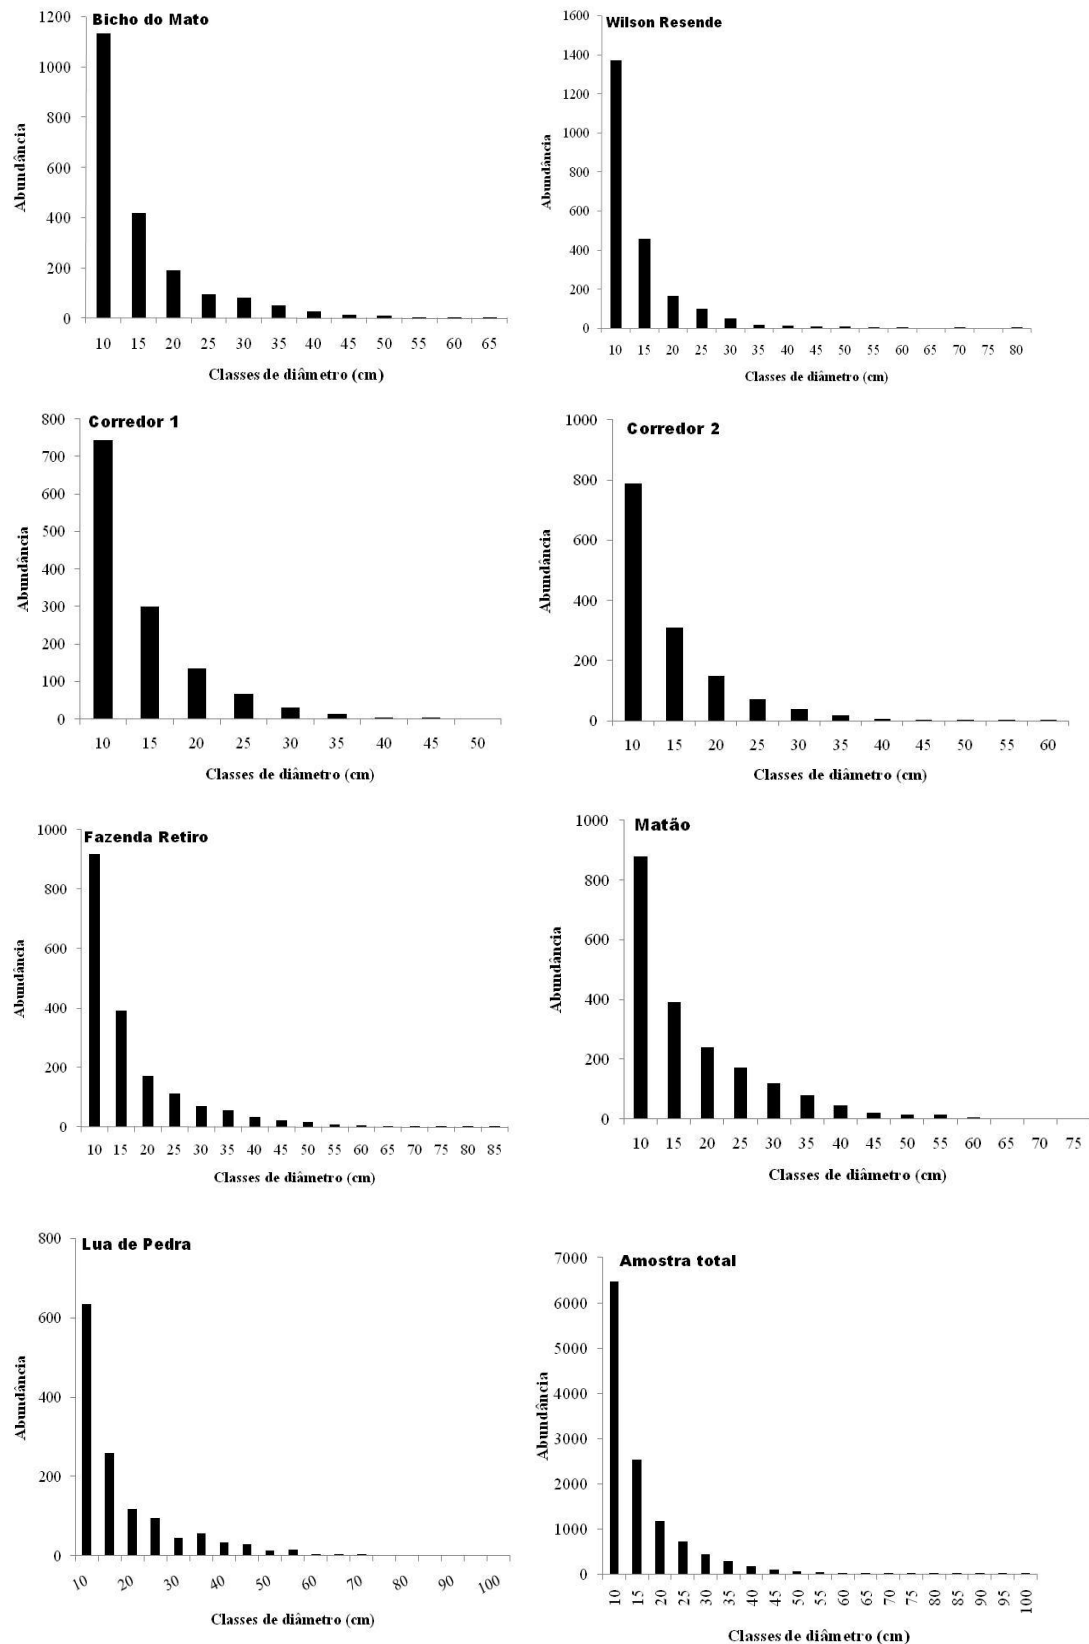 Bicho do Mato
1200
1000
800
600
400
200
0
Abundância
10 15 20 25 30 35 40 45 50 55 60 65
Classes de diâmetro (cm)
Wilson Resende
1600
1400
1200
1000
800
600
400
200
0
Abundância
10 15 20 25 30 35 40 45 50 55 60 65 70 75 80
Classes de diâmetro (cm)
Corredor 1
800
700
600
500
400
300
200
100
0
Abundância
10 15 20 25 30 35 40 45 50
Classes de diâmetro (cm)
Corredor 2
1000
800
600
400
200
0
Abundância
10 15 20 25 30 35 40 45 50 55 60
Classes de diâmetro (cm)
Fazenda Retiro
1000
800
600
400
200
0
Abundância
10 15 20 25 30 35 40 45 50 55 60 65 70 75 80 85
Classes de diâmetro (cm)
Matão
1000
800
600
400
200
0
Abundância
10 15 20 25 30 35 40 45 50 55 60 65 70 75
Classes de diâmetro (cm)
Lua de Pedra
800
600
400
200
0
Abundância
10 20 30 40 50 60 70 80 90 100
Classes de diâmetro (cm)
Amostra total
7000
6000
5000
4000
3000
2000
1000
0
Abundância
10 15 20 25 30 35 40 45 50 55 60 65 70 75 80 85 90 95 100
Classes de diâmetro (cm)